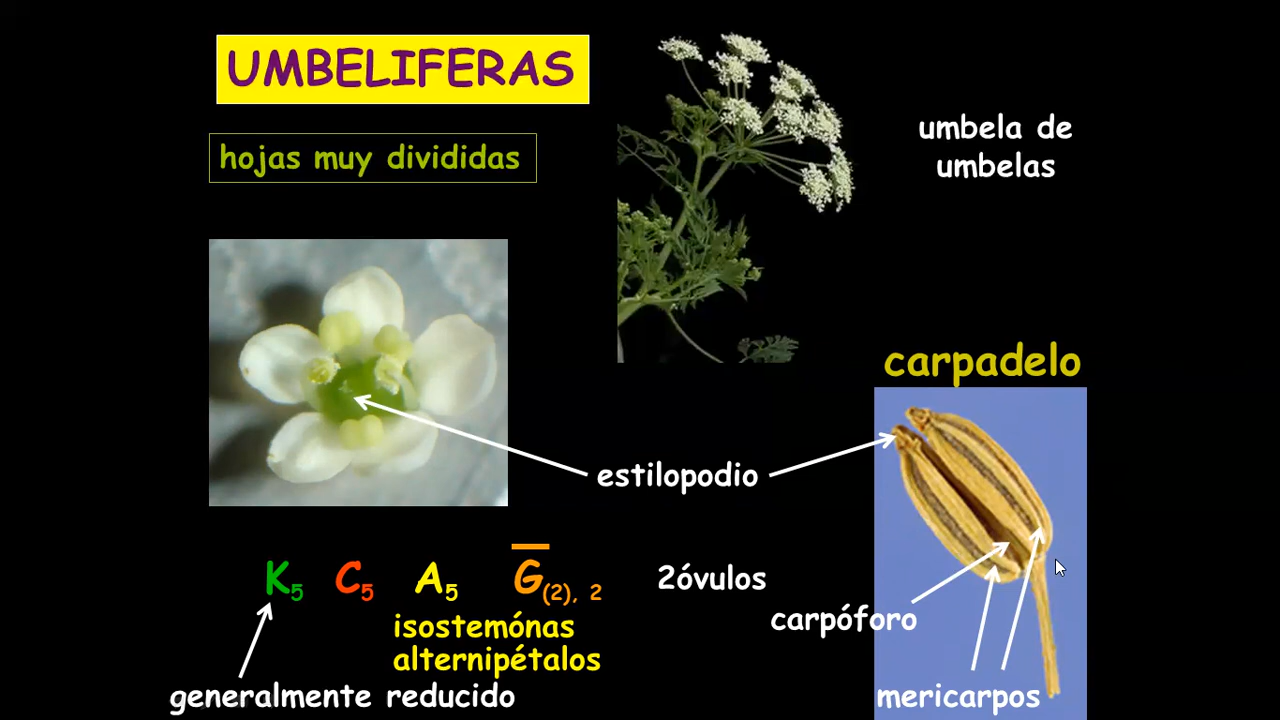 UMBELIFERAS
hojas muy divididas
umbela de
umbelas
carpadelo
estilopodio
K5 C5 A5 G(2), 2 2óvulos
isostemónas
alternipétalos
carpóforo
generalmente reducido
mericarpos